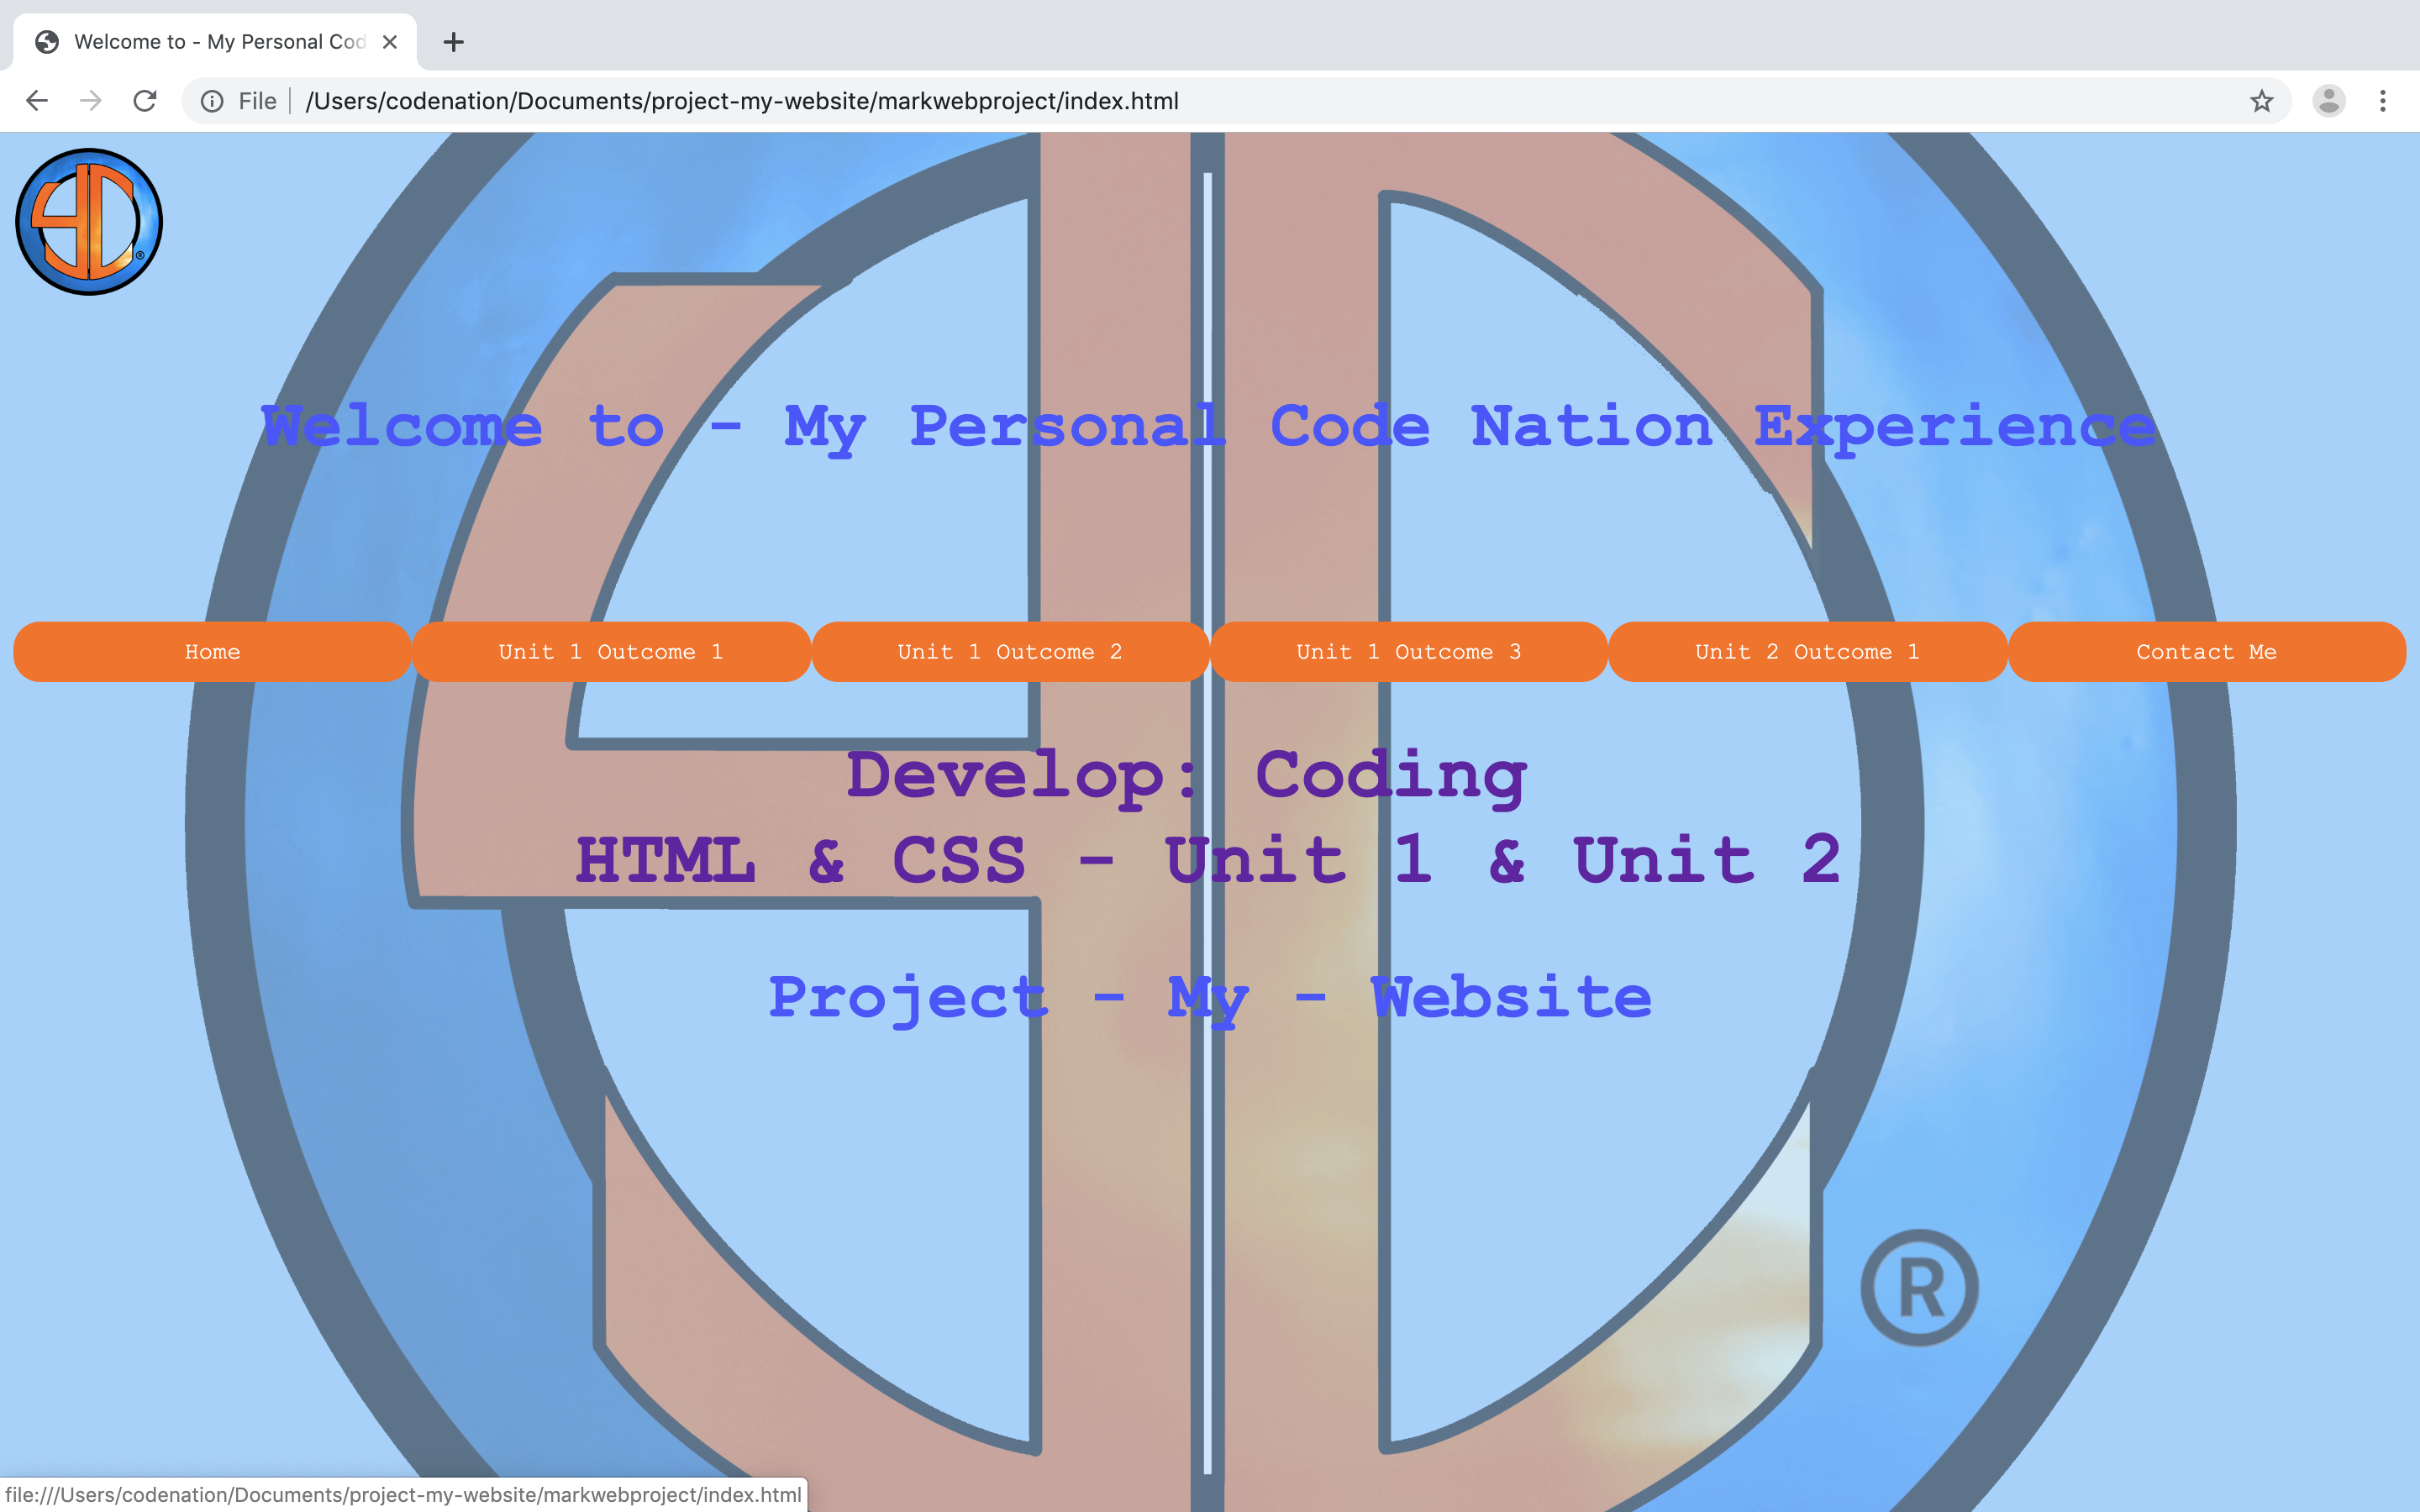 Welcome to - My Personal Cod
File
/Users/codenation/Documents/project-my-website/markwebproject/index.html
Welcome to - My Personal Code Nation Experience
Home Unit 1 Outcome 1 Unit 1 Outcome 2 Unit 1 Outcome 3 Unit 2 Outcome 1 Contact Me
Develop: Coding
HTML & CSS - Unit 1 & Unit 2
Project - My - Website
®
file:///Users/codenation/Documents/project-my-website/markwebproject/index.html